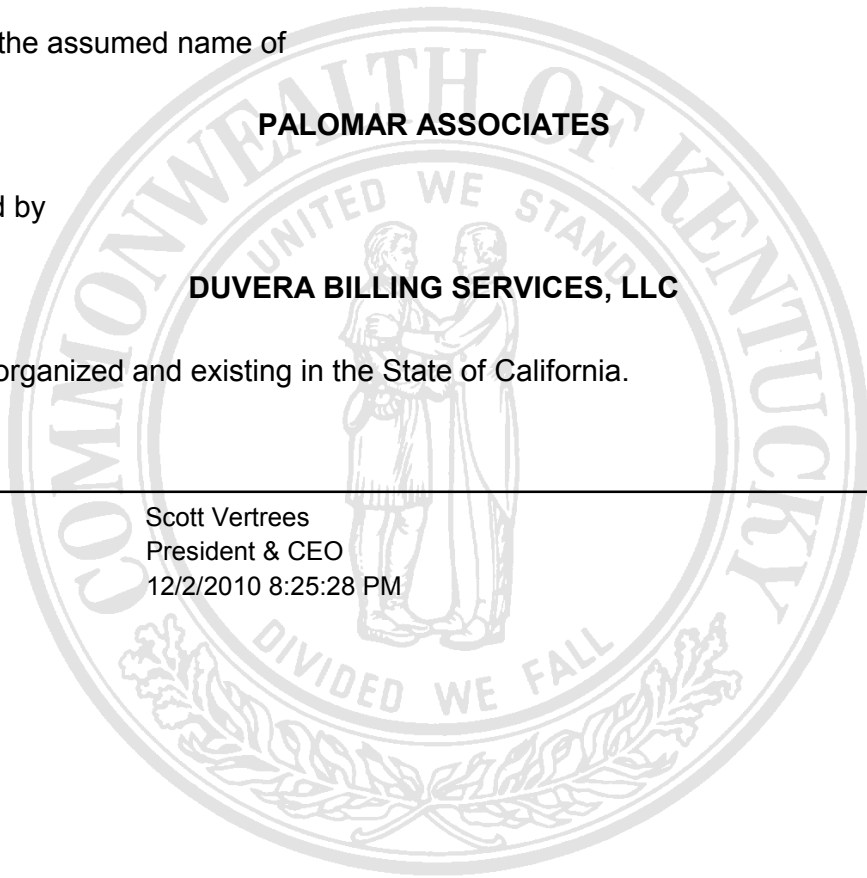 the assumed name of
PALOMAR ASSOCIATES
d by
DUVERA BILLING SERVICES, LLC
organized and existing in the State of California.
Scott Vertrees
President & CEO
12/2/2010 8:25:28 PM
COMMONWEALTH OF KENTUCKY
UNITED WE STAND
DIVIDED WE FALL